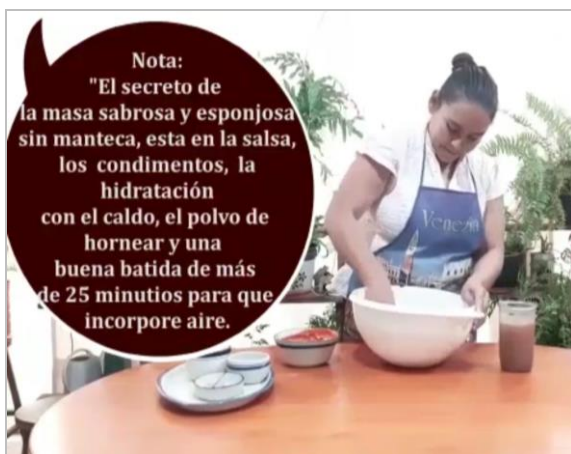 Nota:
"El secreto de
la masa sabrosa y esponjosa
sin manteca, esta en la salsa,
los condimentos, la
hidratación
con el caldo, el polvo de
hornear y una
buena batida de más
de 25 minutios para que
incorpore aire.
Venezia